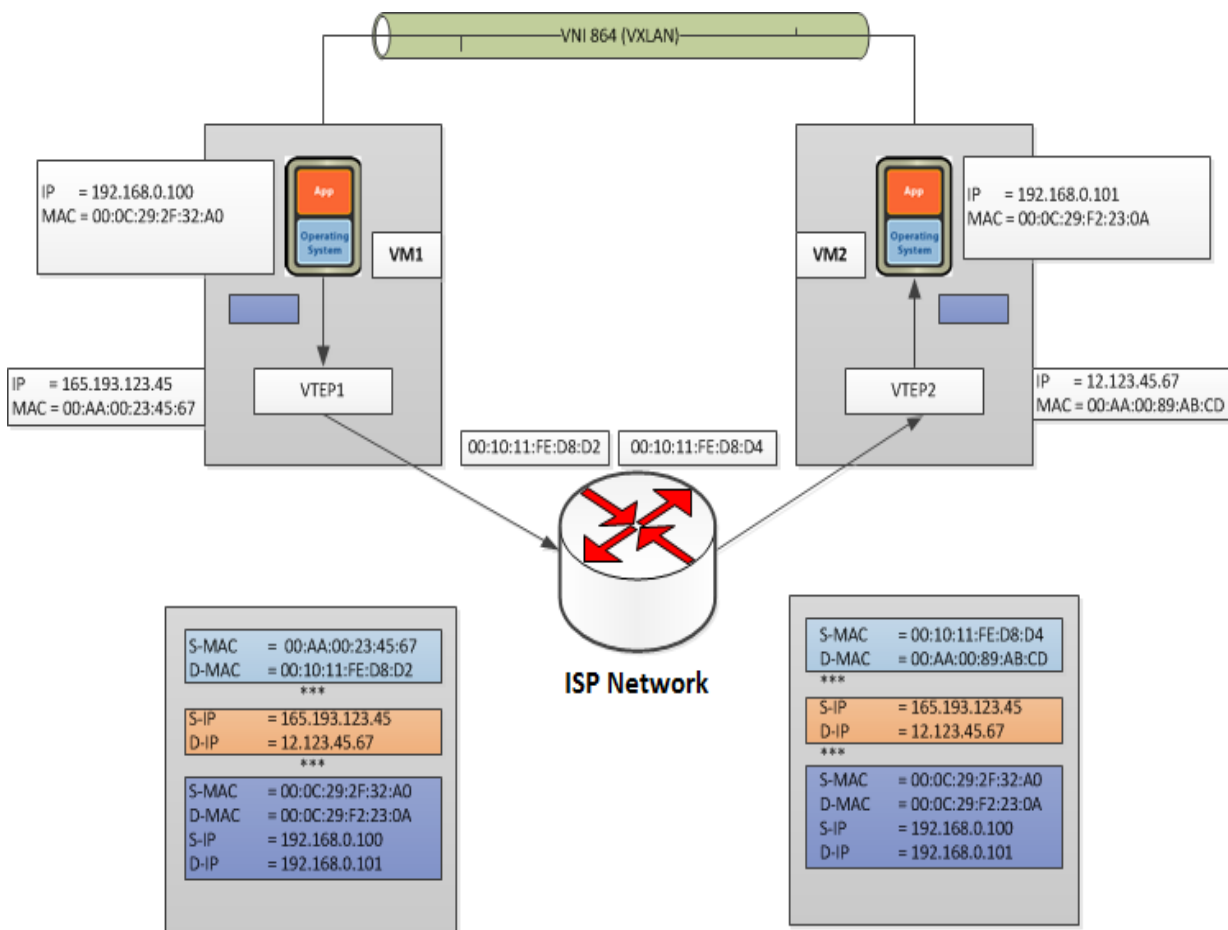 VNI 864 (VXLAN)
IP = 192.168.0.100
MAC = 00:0C:29:2F:32:A0
App
Operating
System
VM1
VM2
App
Operating
System
IP = 192.168.0.101
MAC = 00:0C:29:F2:23:0A
IP = 165.193.123.45
MAC = 00:AA:00:23:45:67
VTEP1
VTEP2
IP = 12.123.45.67
MAC = 00:AA:00:89:AB:CD
00:10:11:FE:D8:D2
00:10:11:FE:D8:D4
ISP Network
S-MAC = 00:AA:00:23:45:67
D-MAC = 00:10:11:FE:D8:D2
***
S-IP = 165.193.123.45
D-IP = 12.123.45.67
***
S-MAC = 00:0C:29:2F:32:A0
D-MAC = 00:0C:29:F2:23:0A
S-IP = 192.168.0.100
D-IP = 192.168.0.101
S-MAC = 00:10:11:FE:D8:D4
D-MAC = 00:AA:00:89:AB:CD
***
S-IP = 165.193.123.45
D-IP = 12.123.45.67
***
S-MAC = 00:0C:29:2F:32:A0
D-MAC = 00:0C:29:F2:23:0A
S-IP = 192.168.0.100
D-IP = 192.168.0.101